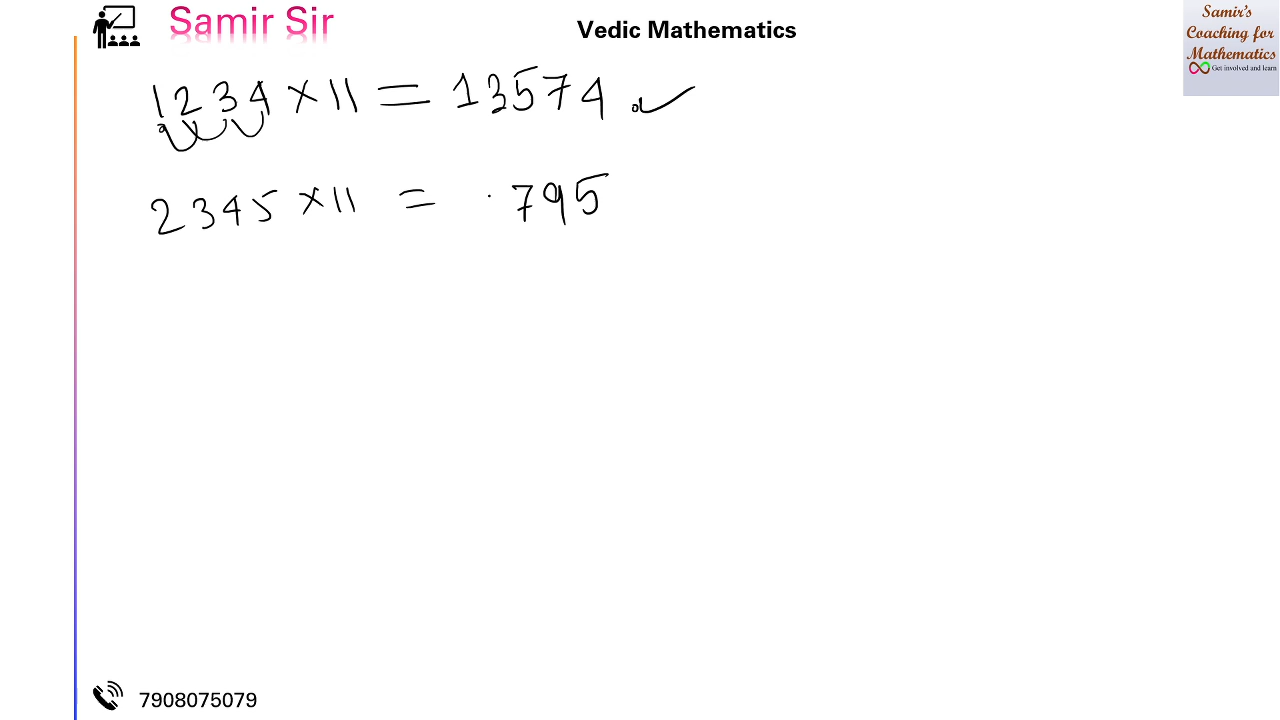 Samir Sir
Vedic Mathematics
Samir's
Coaching for
Mathematics
Get involved and learn
1234 × 11 = 13574
2345 × 11 = 795
7908075079